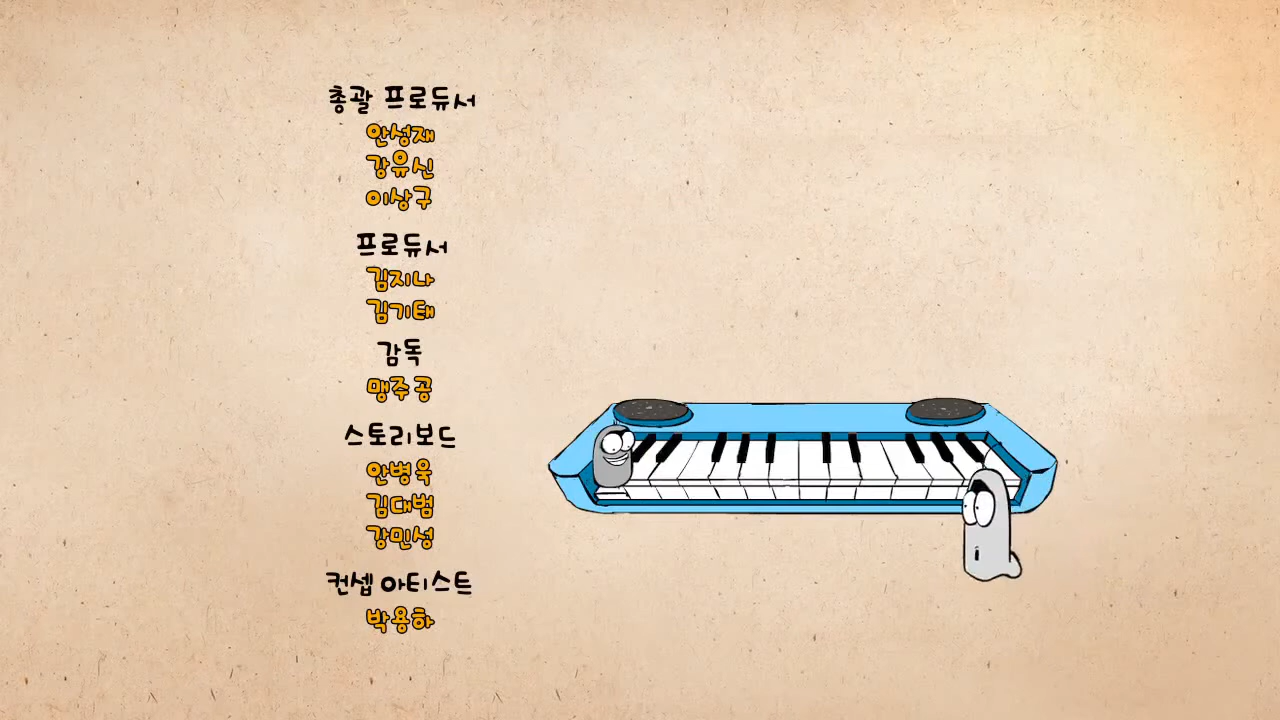 총괄 프로듀서
안성재
강유신
이상구
프로듀서
김지나
김기태
감독
맹주공
스토리보드
안병욱
김대범
강민성
컨셉 아티스트
박용하